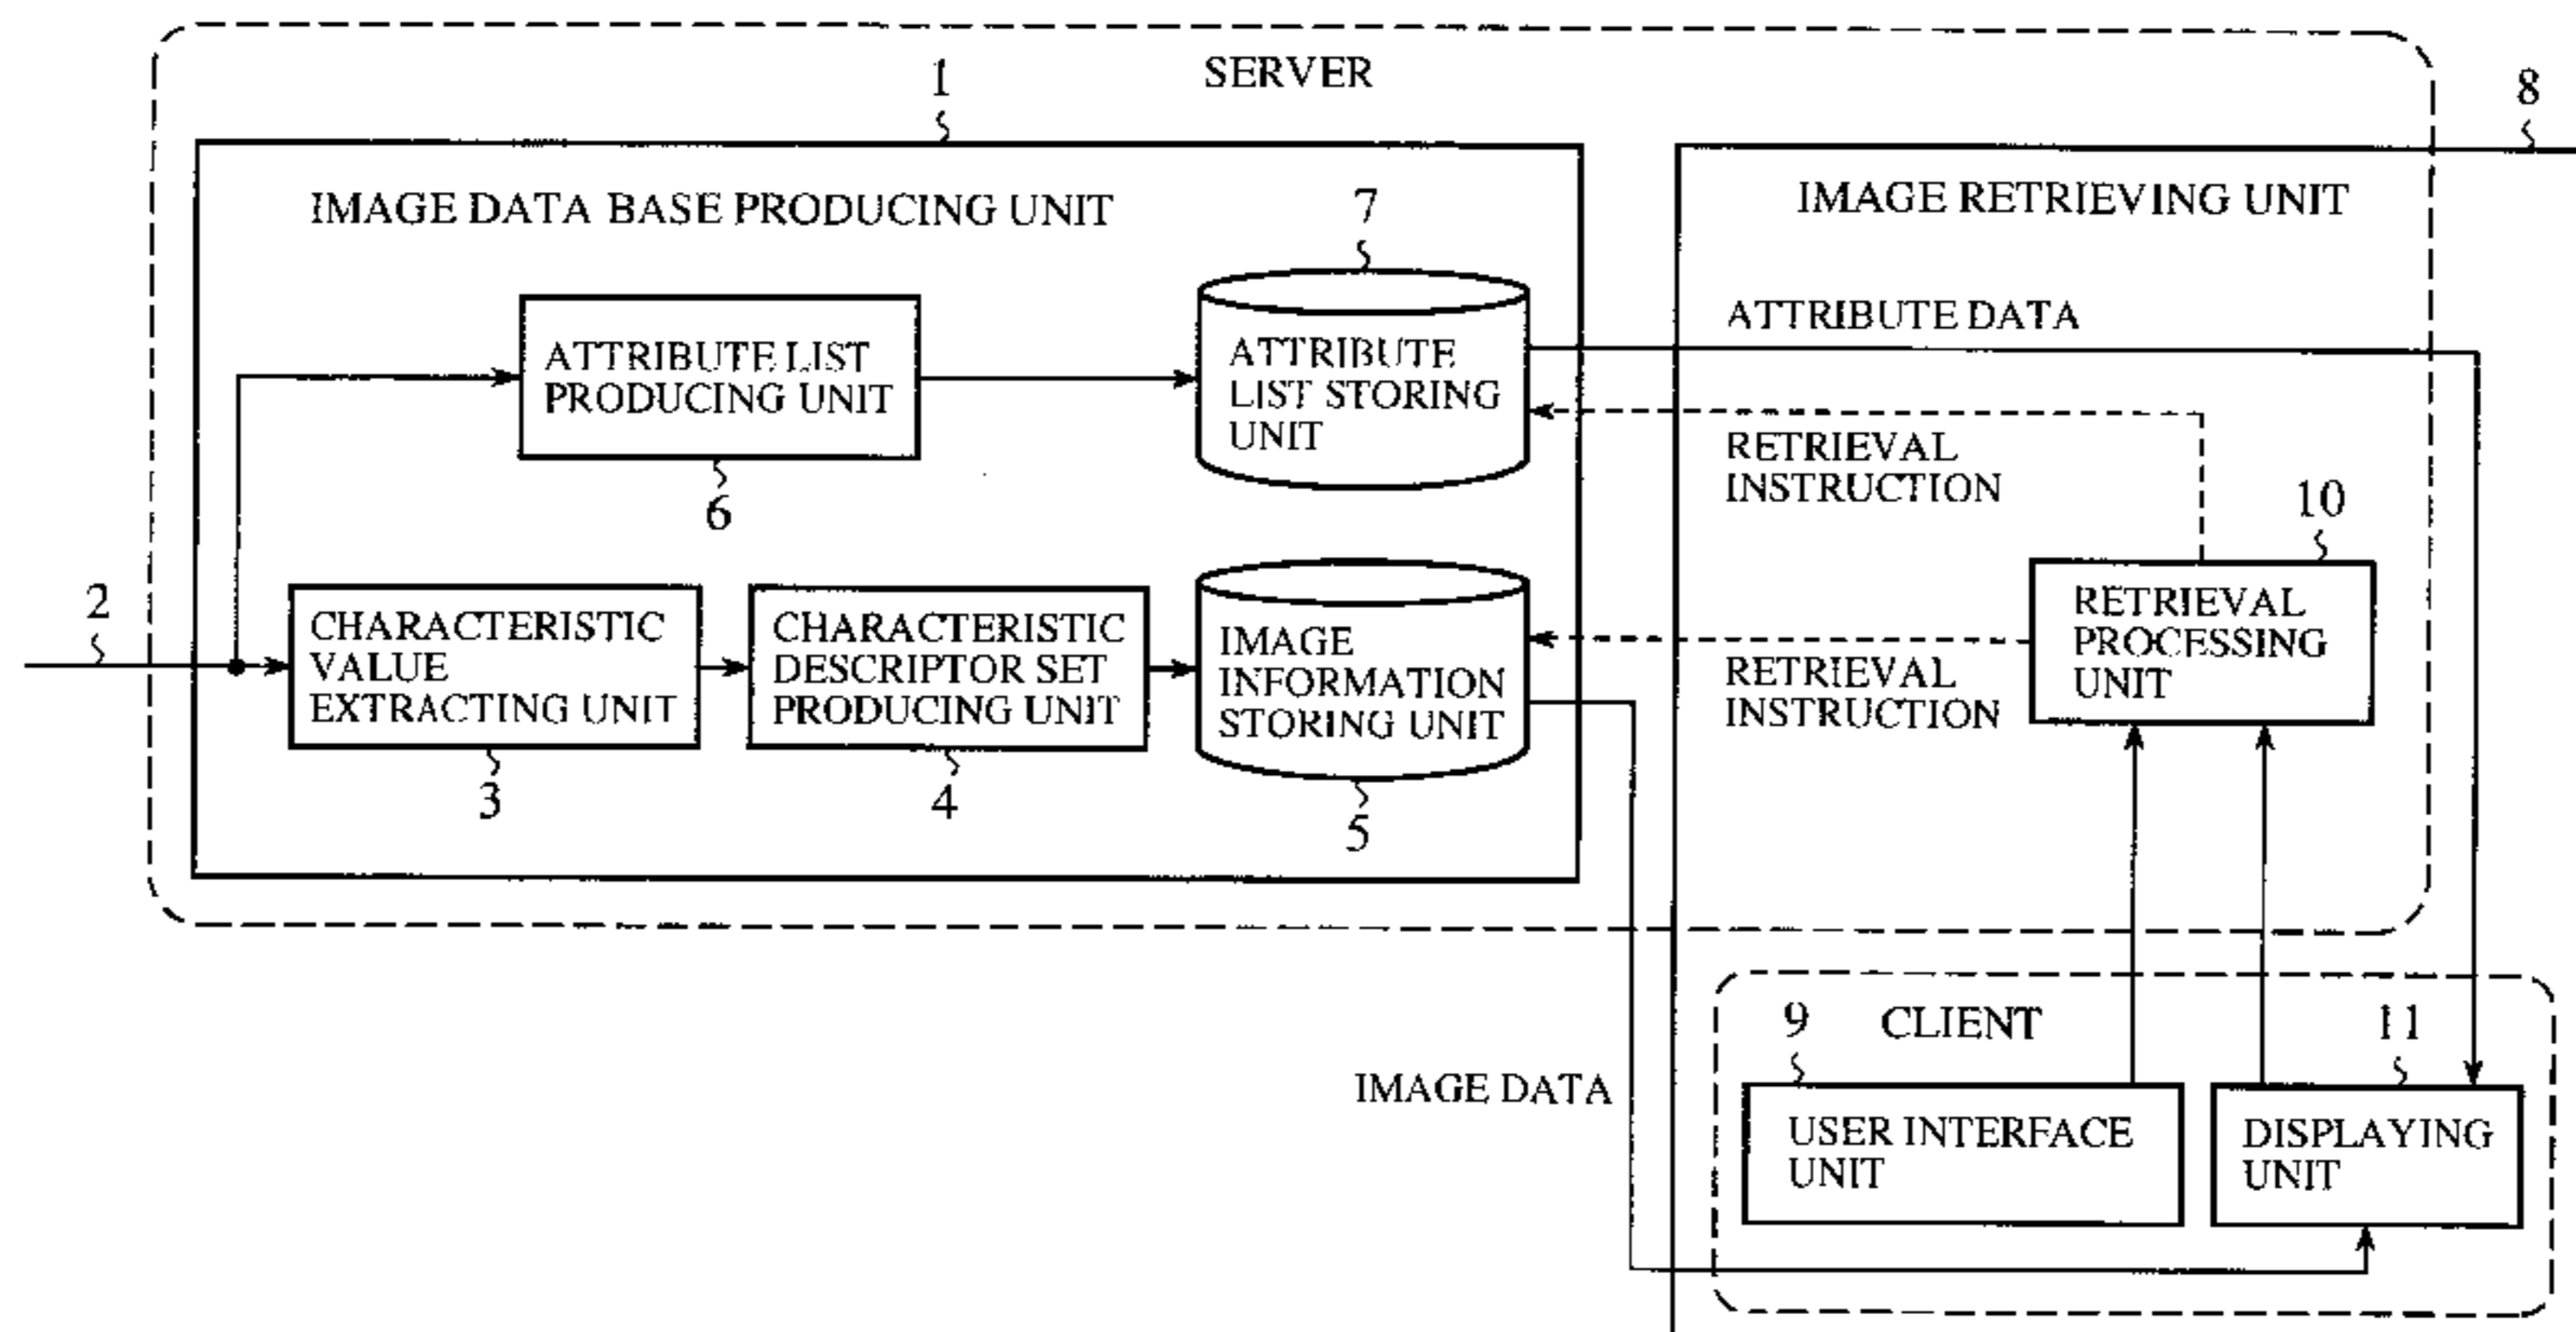 SERVER
1
8
IMAGE DATA BASE PRODUCING UNIT
7
IMAGE RETRIEVING UNIT
ATTRIBUTE LIST
PRODUCING UNIT
6
ATTRIBUTE
LIST STORING
UNIT
ATTRIBUTE DATA
RETRIEVAL
INSTRUCTION
10
2
CHARACTERISTIC
VALUE
EXTRACTING UNIT
3
CHARACTERISTIC
DESCRIPTOR SET
PRODUCING UNIT
4
IMAGE
INFORMATION
STORING UNIT
5
RETRIEVAL
INSTRUCTION
RETRIEVAL
PROCESSING
UNIT
9
CLIENT
11
IMAGE DATA
USER INTERFACE
UNIT
DISPLAYING
UNIT